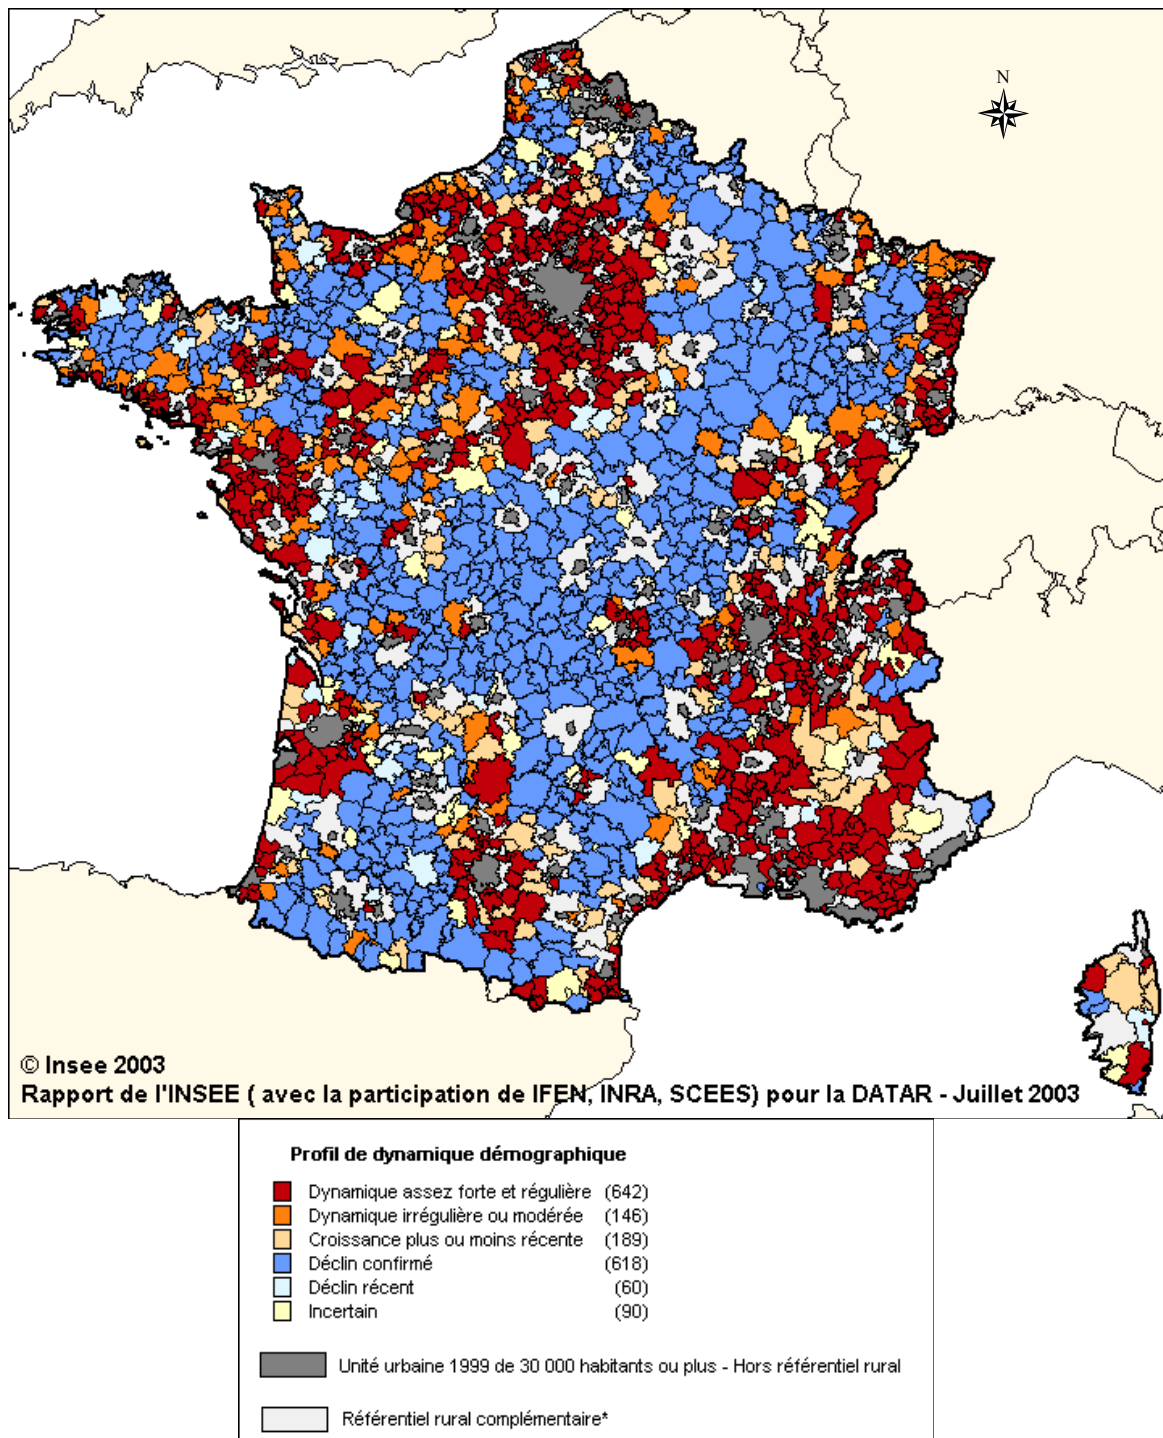 N
© Insee 2003
Rapport de l'INSEE ( avec la participation de IFEN, INRA, SCEES) pour la DATAR - Juillet 2003
Profil de dynamique démographique
Dynamique assez forte et régulière (642)
Dynamique irrégulière ou modérée (146)
Croissance plus ou moins récente (189)
Déclin confirmé (618)
Déclin récent (60)
Incertain (90)
Unité urbaine 1999 de 30 000 habitants ou plus - Hors référentiel rural
Référentiel rural complémentaire*